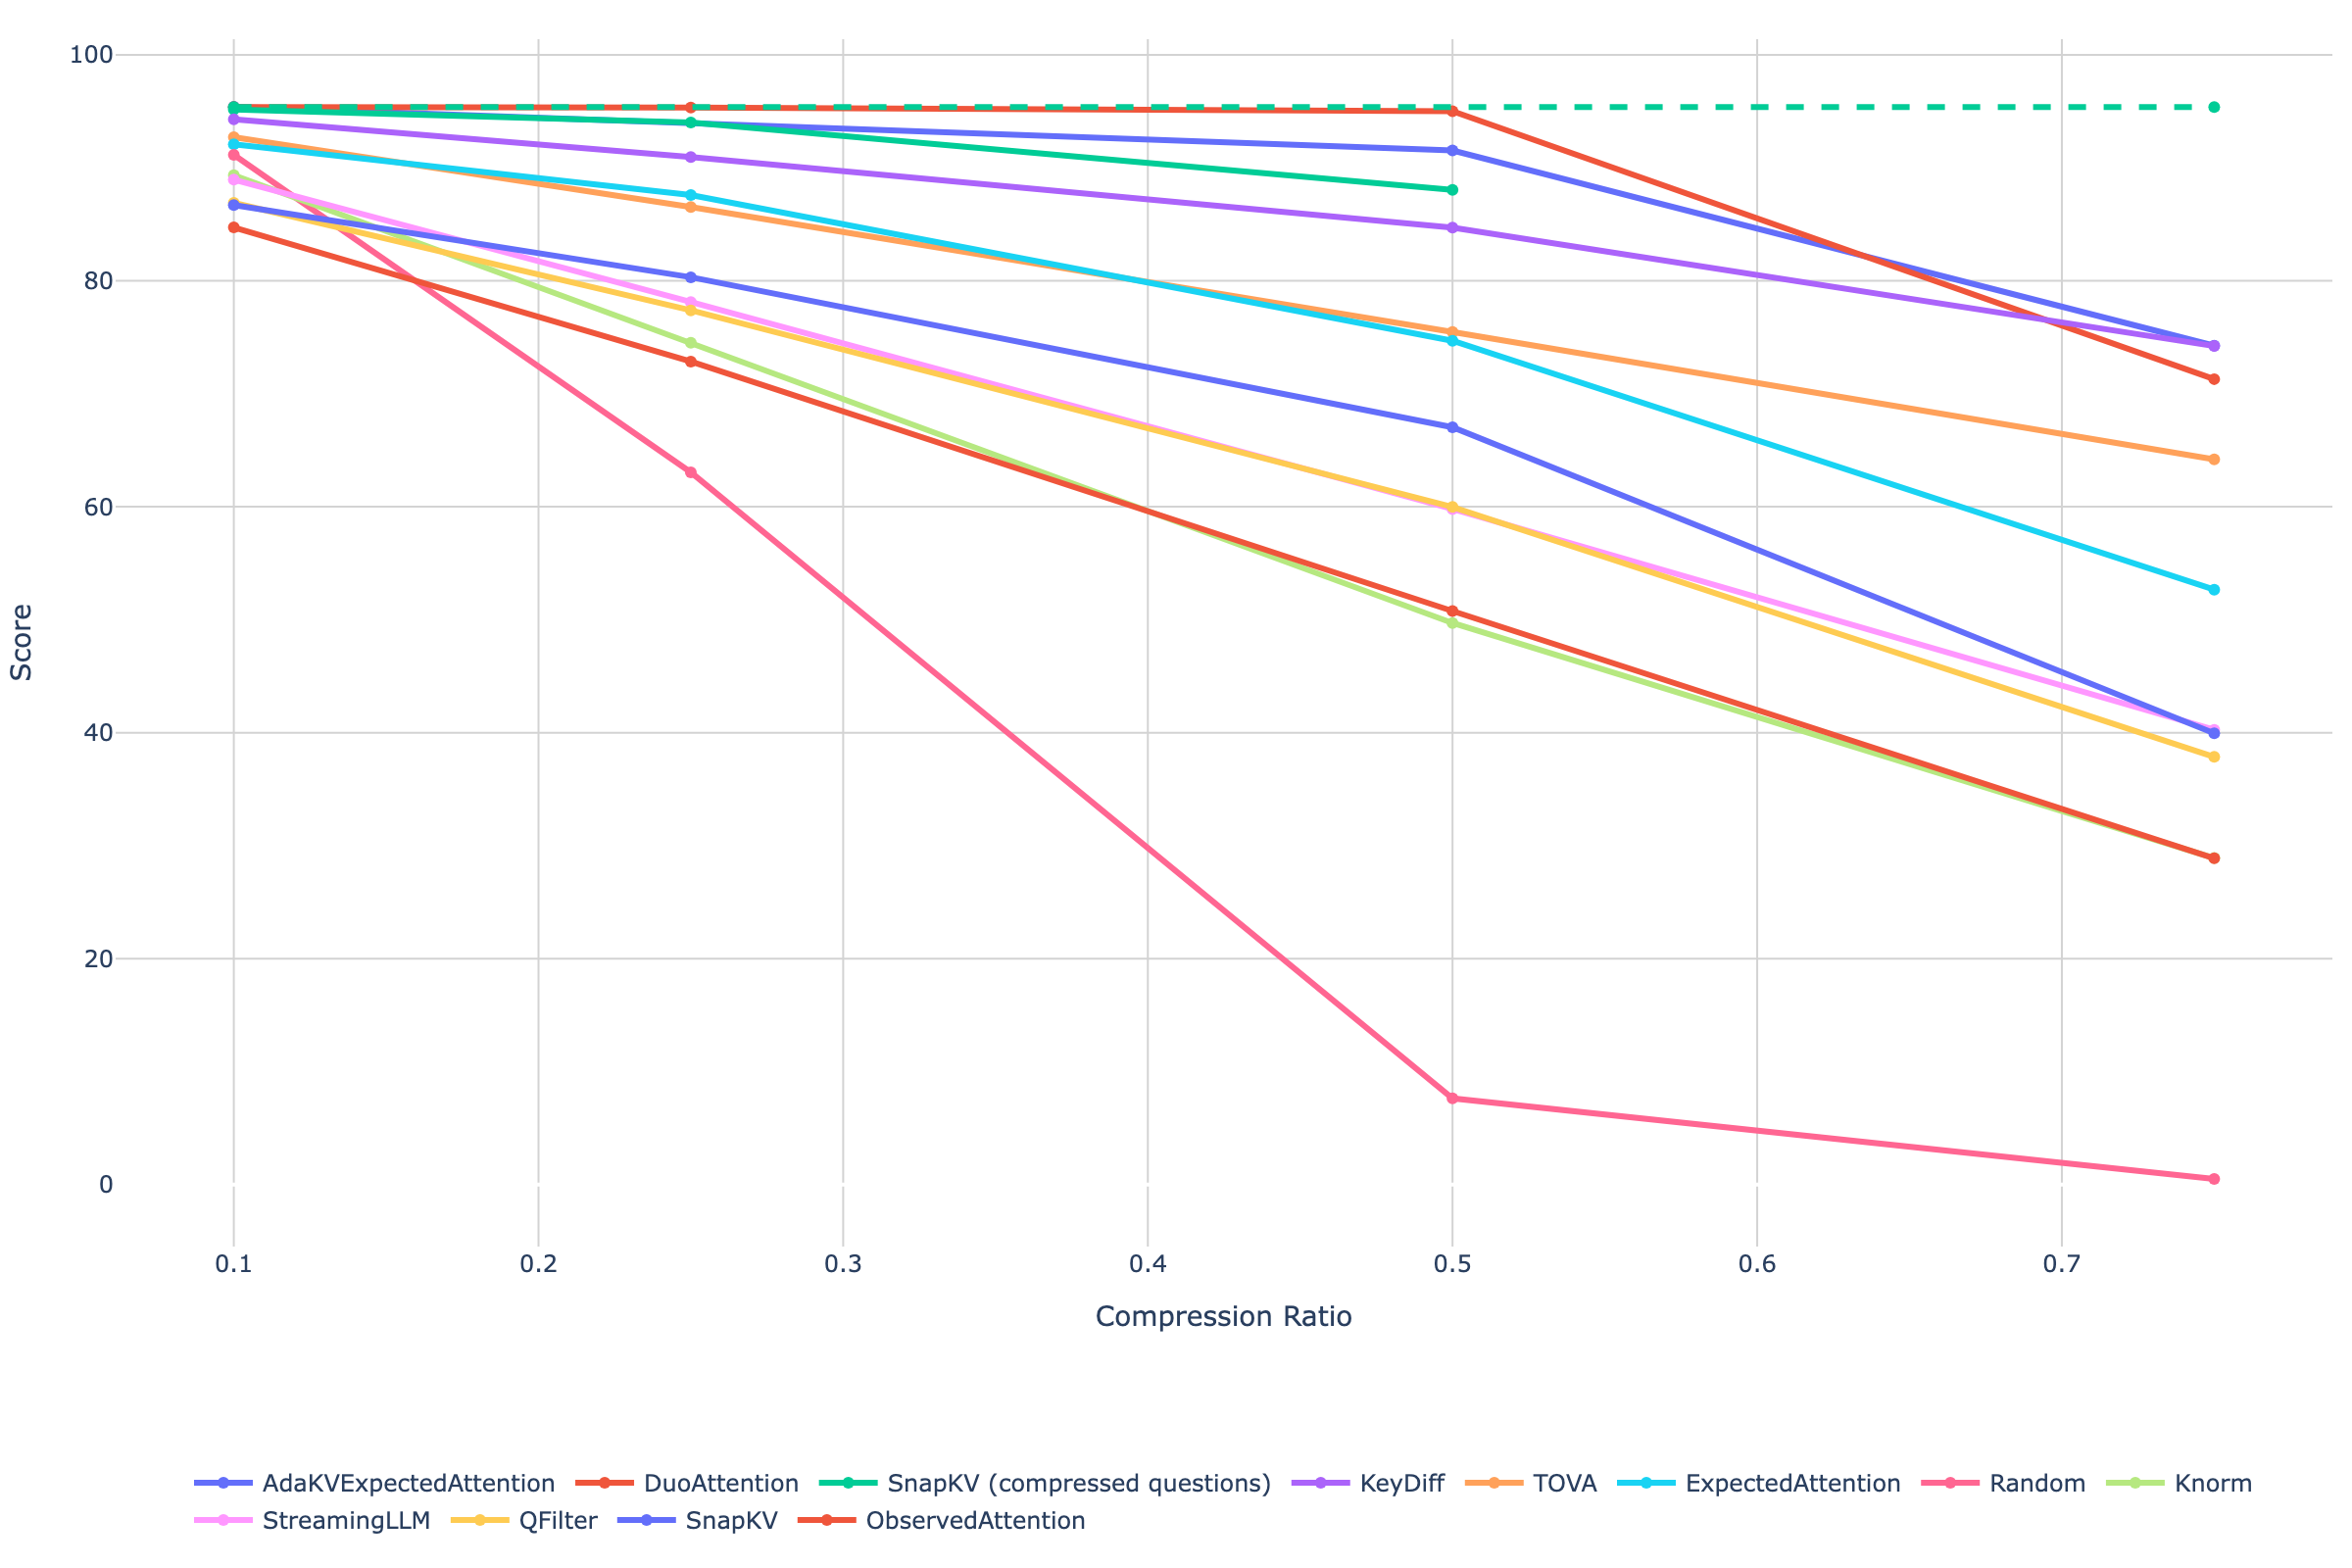 100
80
60
40
20
0
Score
0.1 0.2 0.3 0.4 0.5 0.6 0.7
Compression Ratio
AdaKVExpectedAttention DuoAttention SnapKV (compressed questions) KeyDiff TOVA ExpectedAttention Random Knorm
StreamingLLM QFilter SnapKV ObservedAttention